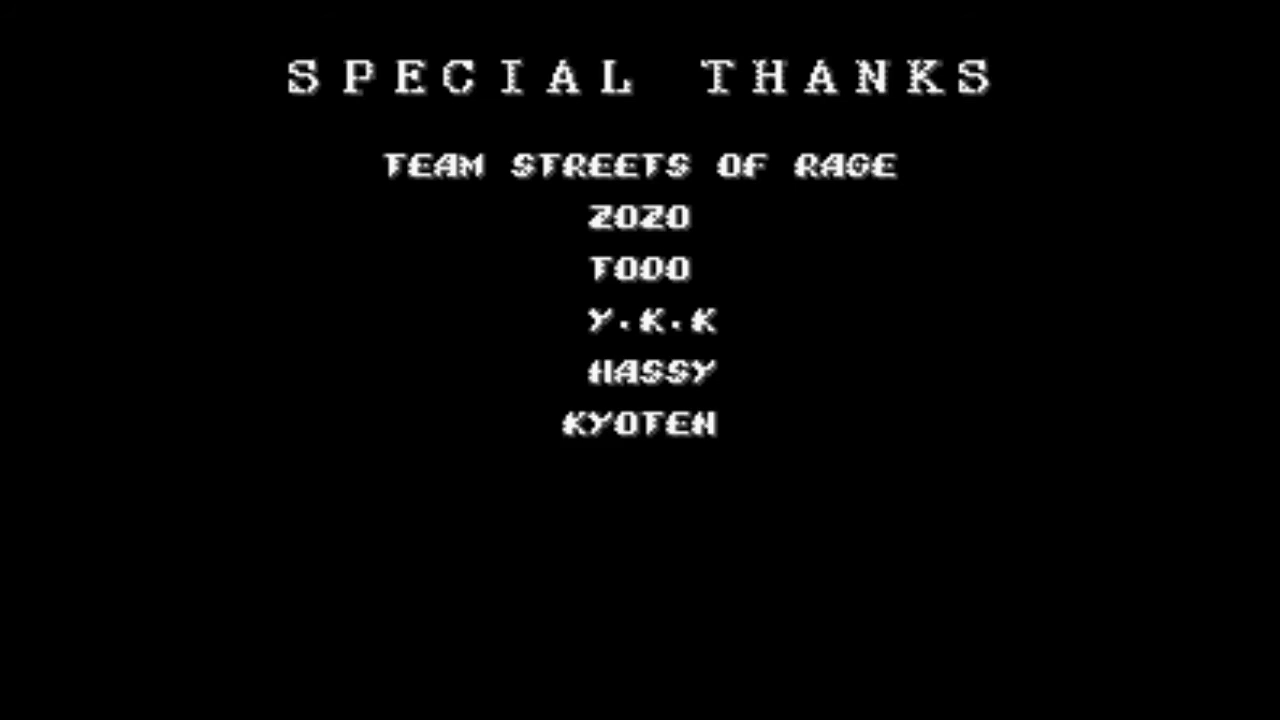 SPECIAL THANKS
TEAM STREETS OF RAGE
ZOZO
TODO
Y.K.K
HASSY
KYOTEN